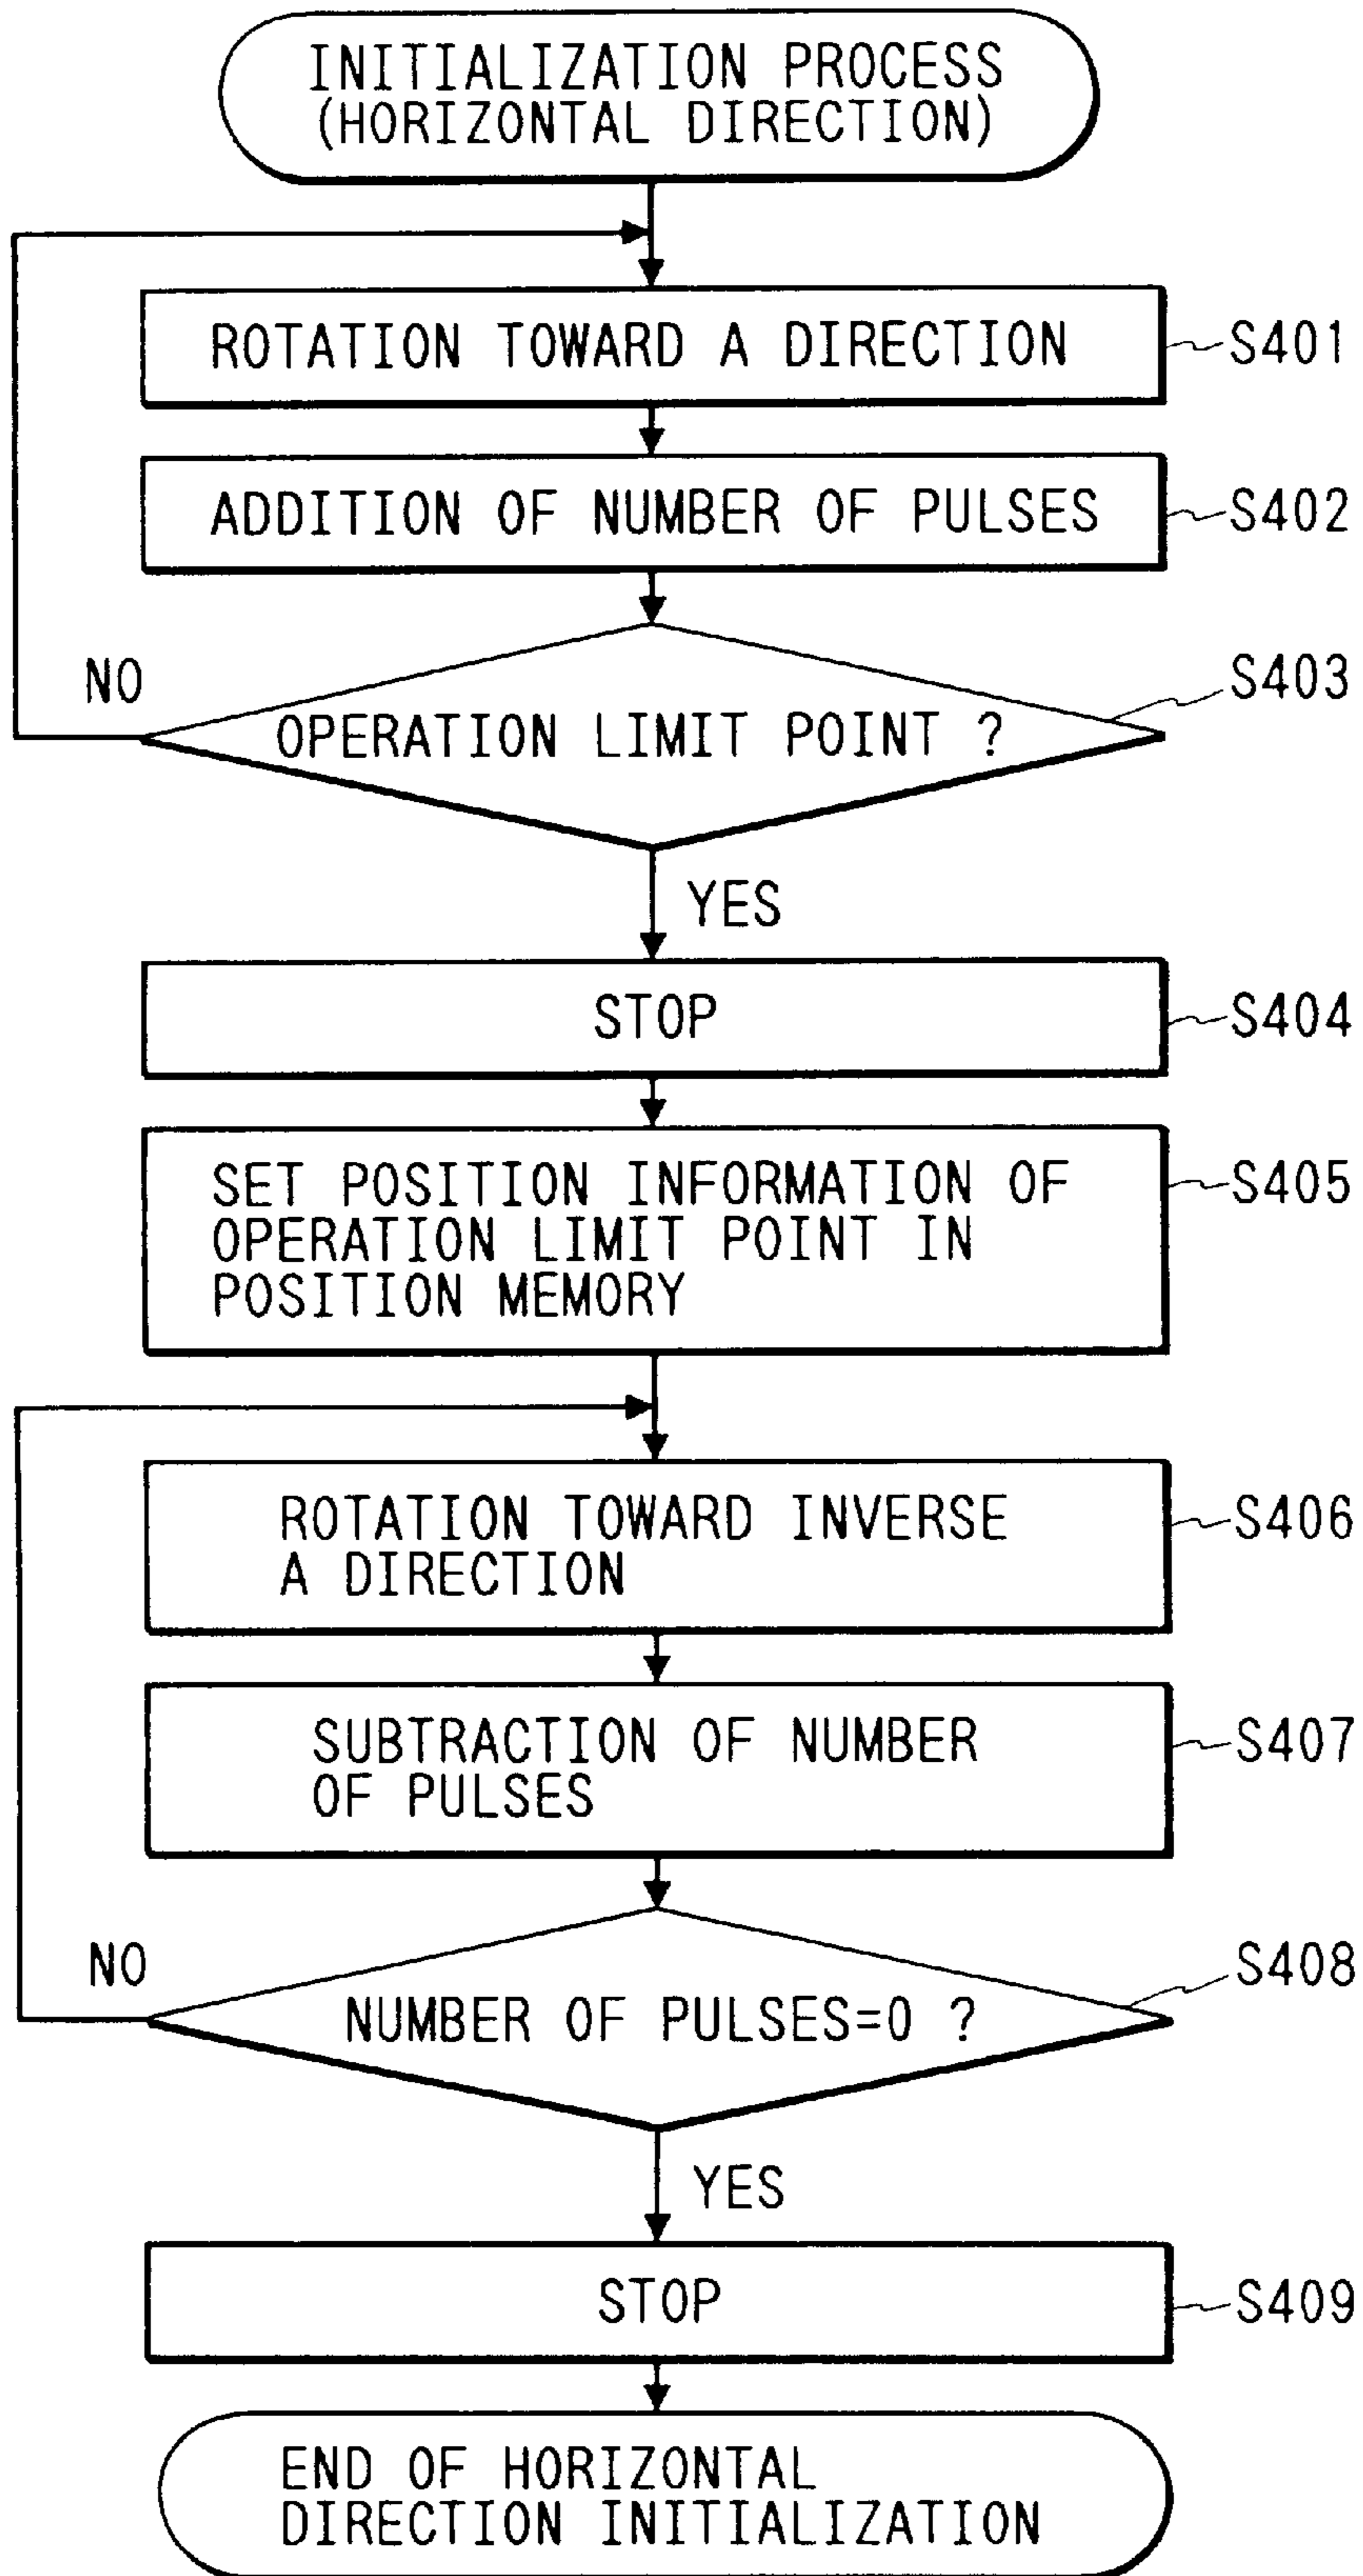 INITIALIZATION PROCESS
(HORIZONTAL DIRECTION)
ROTATION TOWARD A DIRECTION
S401
ADDITION OF NUMBER OF PULSES
S402
NO
S403
OPERATION LIMIT POINT ?
YES
STOP
S404
SET POSITION INFORMATION OF
OPERATION LIMIT POINT IN
POSITION MEMORY
S405
ROTATION TOWARD INVERSE
A DIRECTION
S406
SUBTRACTION OF NUMBER
OF PULSES
S407
NO
S408
NUMBER OF PULSES=0 ?
YES
STOP
S409
END OF HORIZONTAL
DIRECTION INITIALIZATION